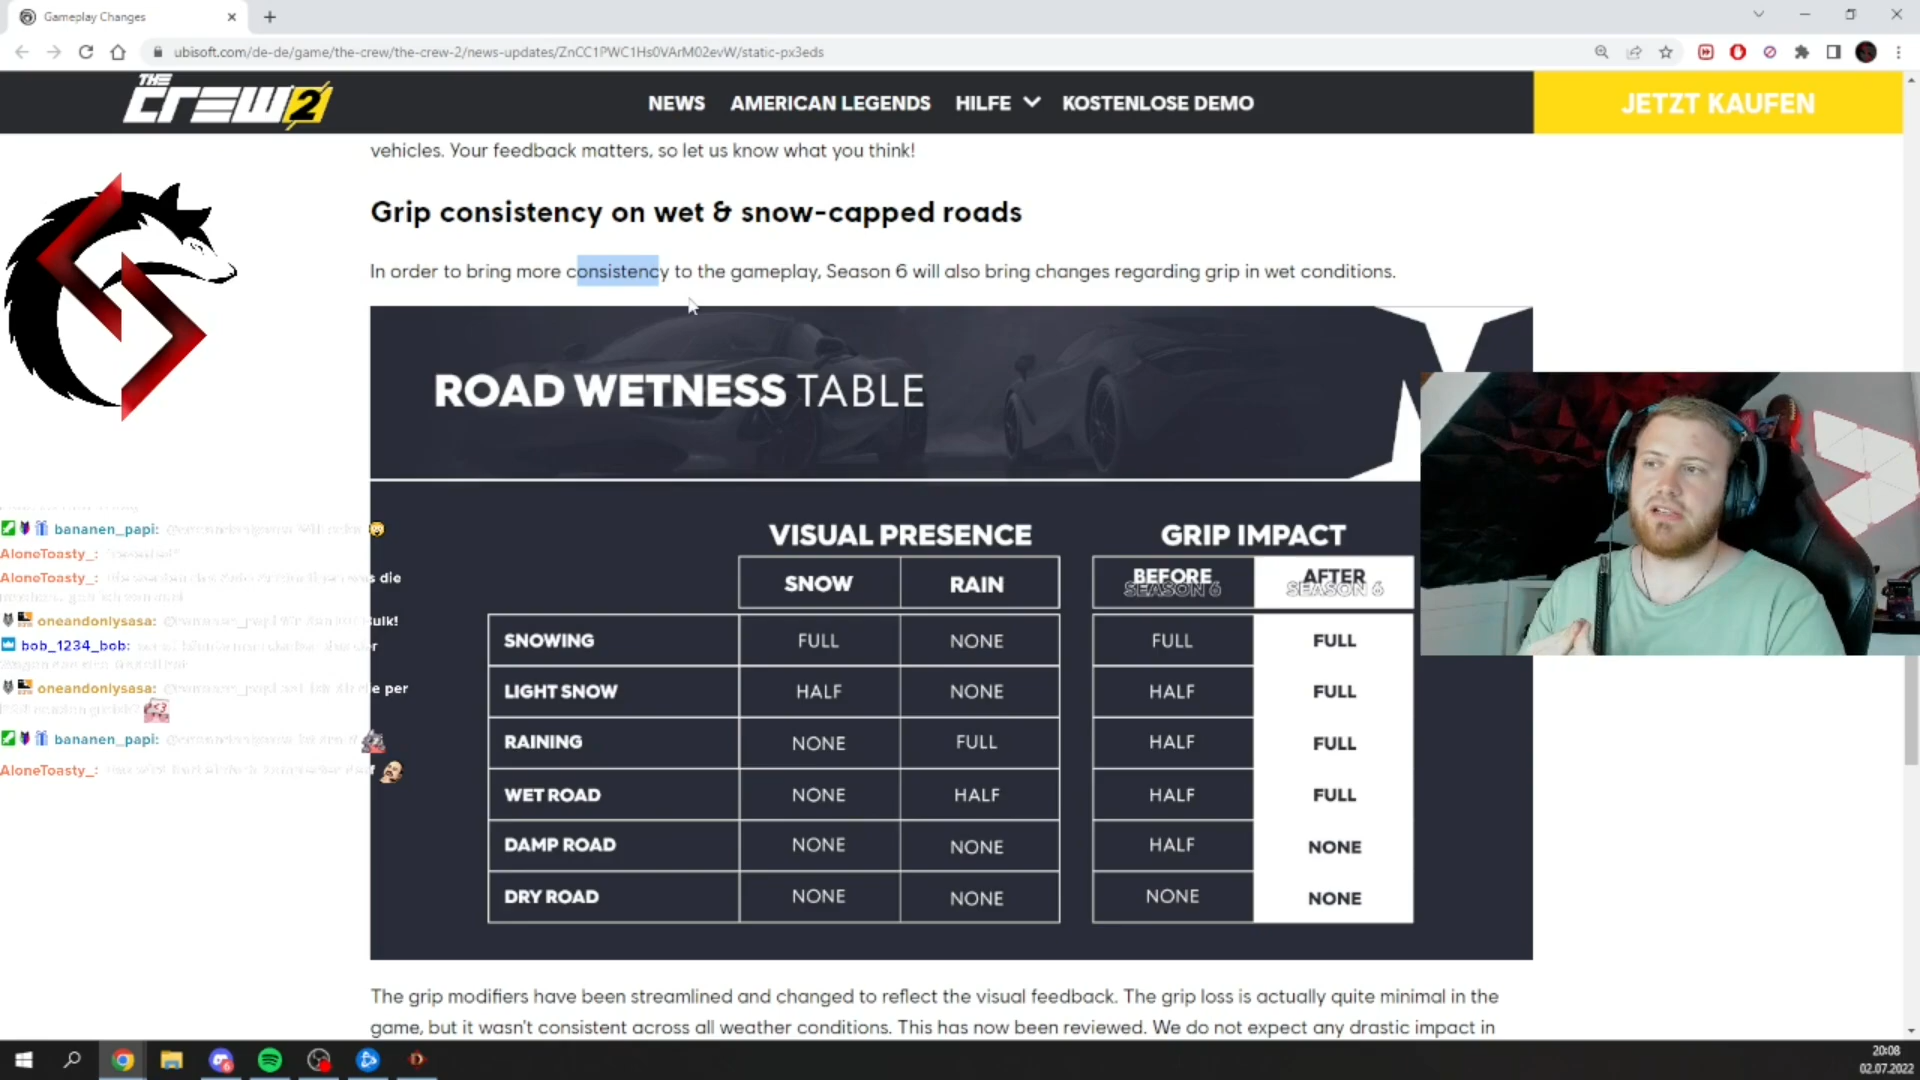 Gameplay Changes
ubisoft.com/de-de/game/the-crew/the-crew-2/news-updates/ZnCC1PWC1Hs0VArM02evW/static-px3eds
THE CREW 2
NEWS AMERICAN LEGENDS HILFE KOSTENLOSE DEMO JETZT KAUFEN
vehicles. Your feedback matters, so let us know what you think!
Grip consistency on wet & snow-capped roads
In order to bring more consistency to the gameplay, Season 6 will also bring changes regarding grip in wet conditions.
ROAD WETNESS TABLE
VISUAL PRESENCE GRIP IMPACT
SNOW RAIN BEFORE SEASON 6 AFTER SEASON 6
SNOWING FULL NONE FULL FULL
LIGHT SNOW HALF NONE HALF FULL
RAINING NONE FULL HALF FULL
WET ROAD NONE HALF HALF FULL
DAMP ROAD NONE NONE HALF NONE
DRY ROAD NONE NONE NONE NONE
The grip modifiers have been streamlined and changed to reflect the visual feedback. The grip loss is actually quite minimal in the
game, but it wasn't consistent across all weather conditions. This has now been reviewed. We do not expect any drastic impact in
bananen_papi:
AloneToasty_:
AloneToasty_: die
oneandonlysasa:
bob_1234_bob:
oneandonlysasa: per
bananen_papi:
AloneToasty_:
20:08
02.07.2022